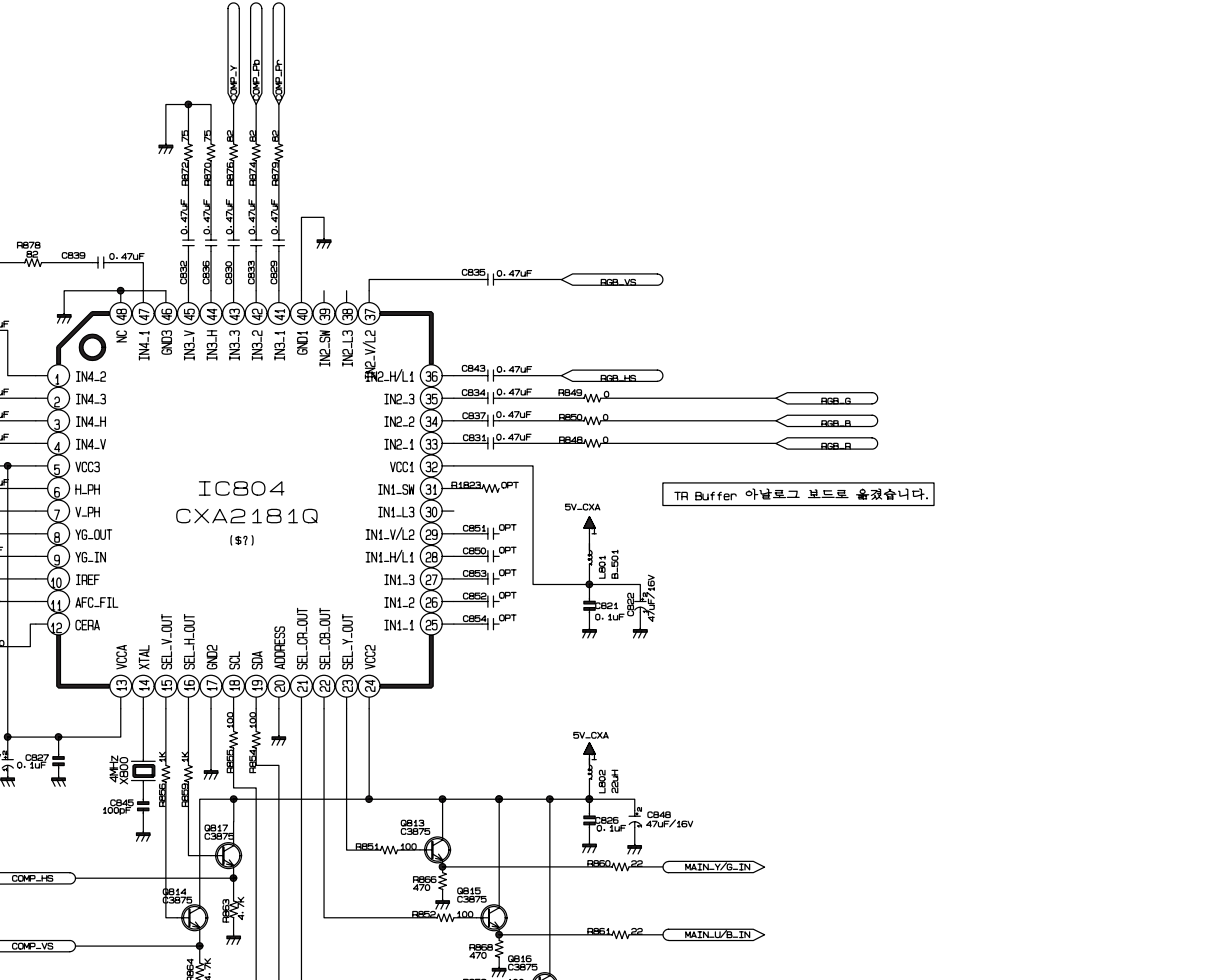 COMP_Y
COMP_Pb
COMP_Pr
R872 75
R870 75
R876 82
R874 82
R879 82
C832 0.47uF
C836 0.47uF
C830 0.47uF
C833 0.47uF
C829 0.47uF
R878
82
C839 0.47uF
C835 0.47uF
RGB_VS
48 47 46 45 44 43 42 41 40 39 38 37
NC
IN4_1
GND3
IN3_V
IN3_H
IN3_3
IN3_2
IN3_1
GND1
IN2_SW
IN2_L3
IN2_V/L2
1 IN4_2
2 IN4_3
3 IN4_H
4 IN4_V
5 VCC3
6 H_PH
7 V_PH
8 YG_OUT
9 YG_IN
10 IREF
11 AFC_FIL
12 CERA
IC804
CXA2181Q
($?)
IN2_H/L1 36 C843 0.47uF RGB_HS
IN2_3 35 C834 0.47uF R849 0 RGB_G
IN2_2 34 C837 0.47uF R850 0 RGB_B
IN2_1 33 C831 0.47uF R848 0 RGB_R
VCC1 32
IN1_SW 31 R1823 OPT
IN1_L3 30
IN1_V/L2 29 C851 OPT
IN1_H/L1 28 C850 OPT
IN1_3 27 C853 OPT
IN1_2 26 C852 OPT
IN1_1 25 C854 OPT
TR Buffer 아날로그 보드로 옮겼습니다.
5V_CXA
L801
B_501
C821
0.1uF
C822
47uF/16V
VCCA
XTAL
SEL_V_OUT
SEL_H_OUT
GND2
SCL
SDA
ADDRESS
SEL_CR_OUT
SEL_CB_OUT
SEL_Y_OUT
VCC2
13 14 15 16 17 18 19 20 21 22 23 24
C827
0.1uF
4MHz
X800
C845
100pF
R856 1K
R859 1K
R855 100
R854 100
5V_CXA
L802
22uH
C826
0.1uF
C848
47uF/16V
Q817
C3875
Q813
C3875
R851 100
R860 22
MAIN_Y/G_IN
COMP_HS
R866
470
Q814
C3875
R863
4.7K
Q815
C3875
R852 100
R861 22
MAIN_U/B_IN
COMP_VS
R864
4.7K
R868
470
Q816
C3875